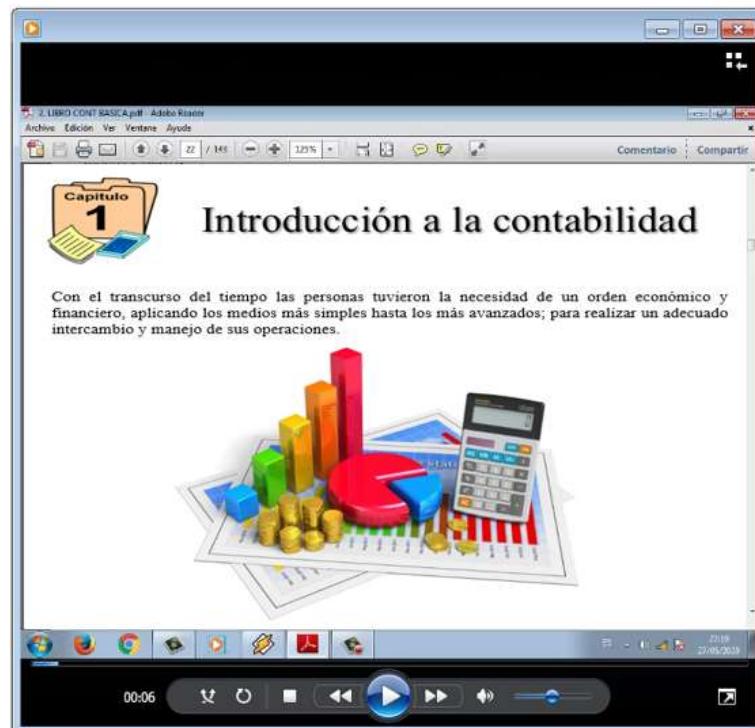 2. LIBRO CONT BASICA.pdf - Adobe Reader
Archivo Edición Ver Ventana Ayuda
22 / 143
125%
Comentario
Compartir
Capitulo
1
Introducción a la contabilidad
Con el transcurso del tiempo las personas tuvieron la necesidad de un orden económico y
financiero, aplicando los medios más simples hasta los más avanzados; para realizar un adecuado
intercambio y manejo de sus operaciones.
00:06